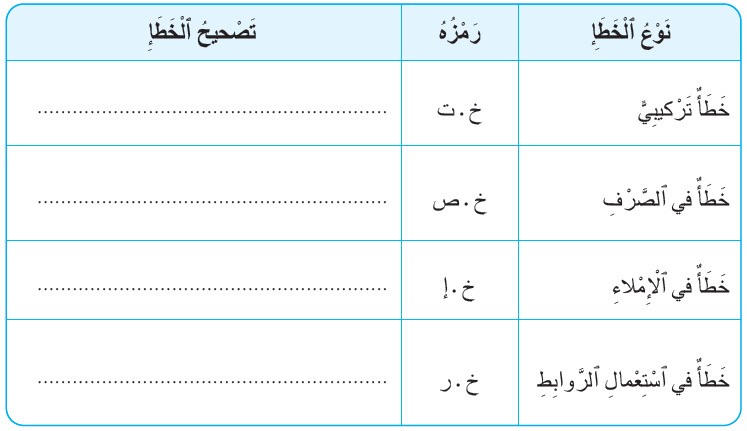 نَوْعُ ٱلْخَطَإِ رَمْزُهُ تَصْحيحُ ٱلْخَطَإِ
خَطَأٌ تَرْكيبِيٌّ خ.ت ............................................................
خَطَأٌ في ٱلصَّرْفِ خ.ص ............................................................
خَطَأٌ في ٱلْإِمْلاءِ خ.إ ............................................................
خَطَأٌ في ٱسْتِعْمالِ ٱلرَّوابِطِ خ.ر ............................................................